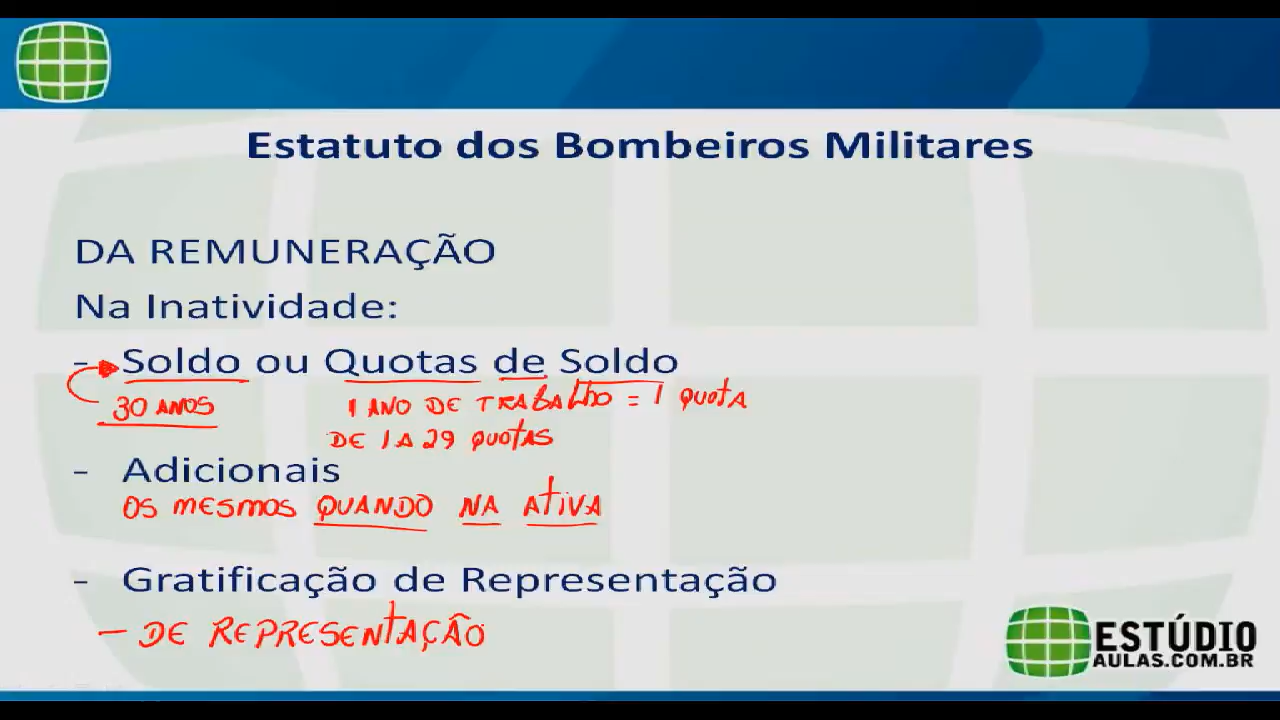 Estatuto dos Bombeiros Militares
DA REMUNERAÇÃO
Na Inatividade:
- Soldo ou Quotas de Soldo
30 ANOS
1 ANO DE TRABALHO = 1 QUOTA
DE 1 A 29 QUOTAS
- Adicionais
OS MESMOS QUANDO NA ATIVA
- Gratificação de Representação
- DE REPRESENTAÇÃO
ESTÚDIO
AULAS.COM.BR